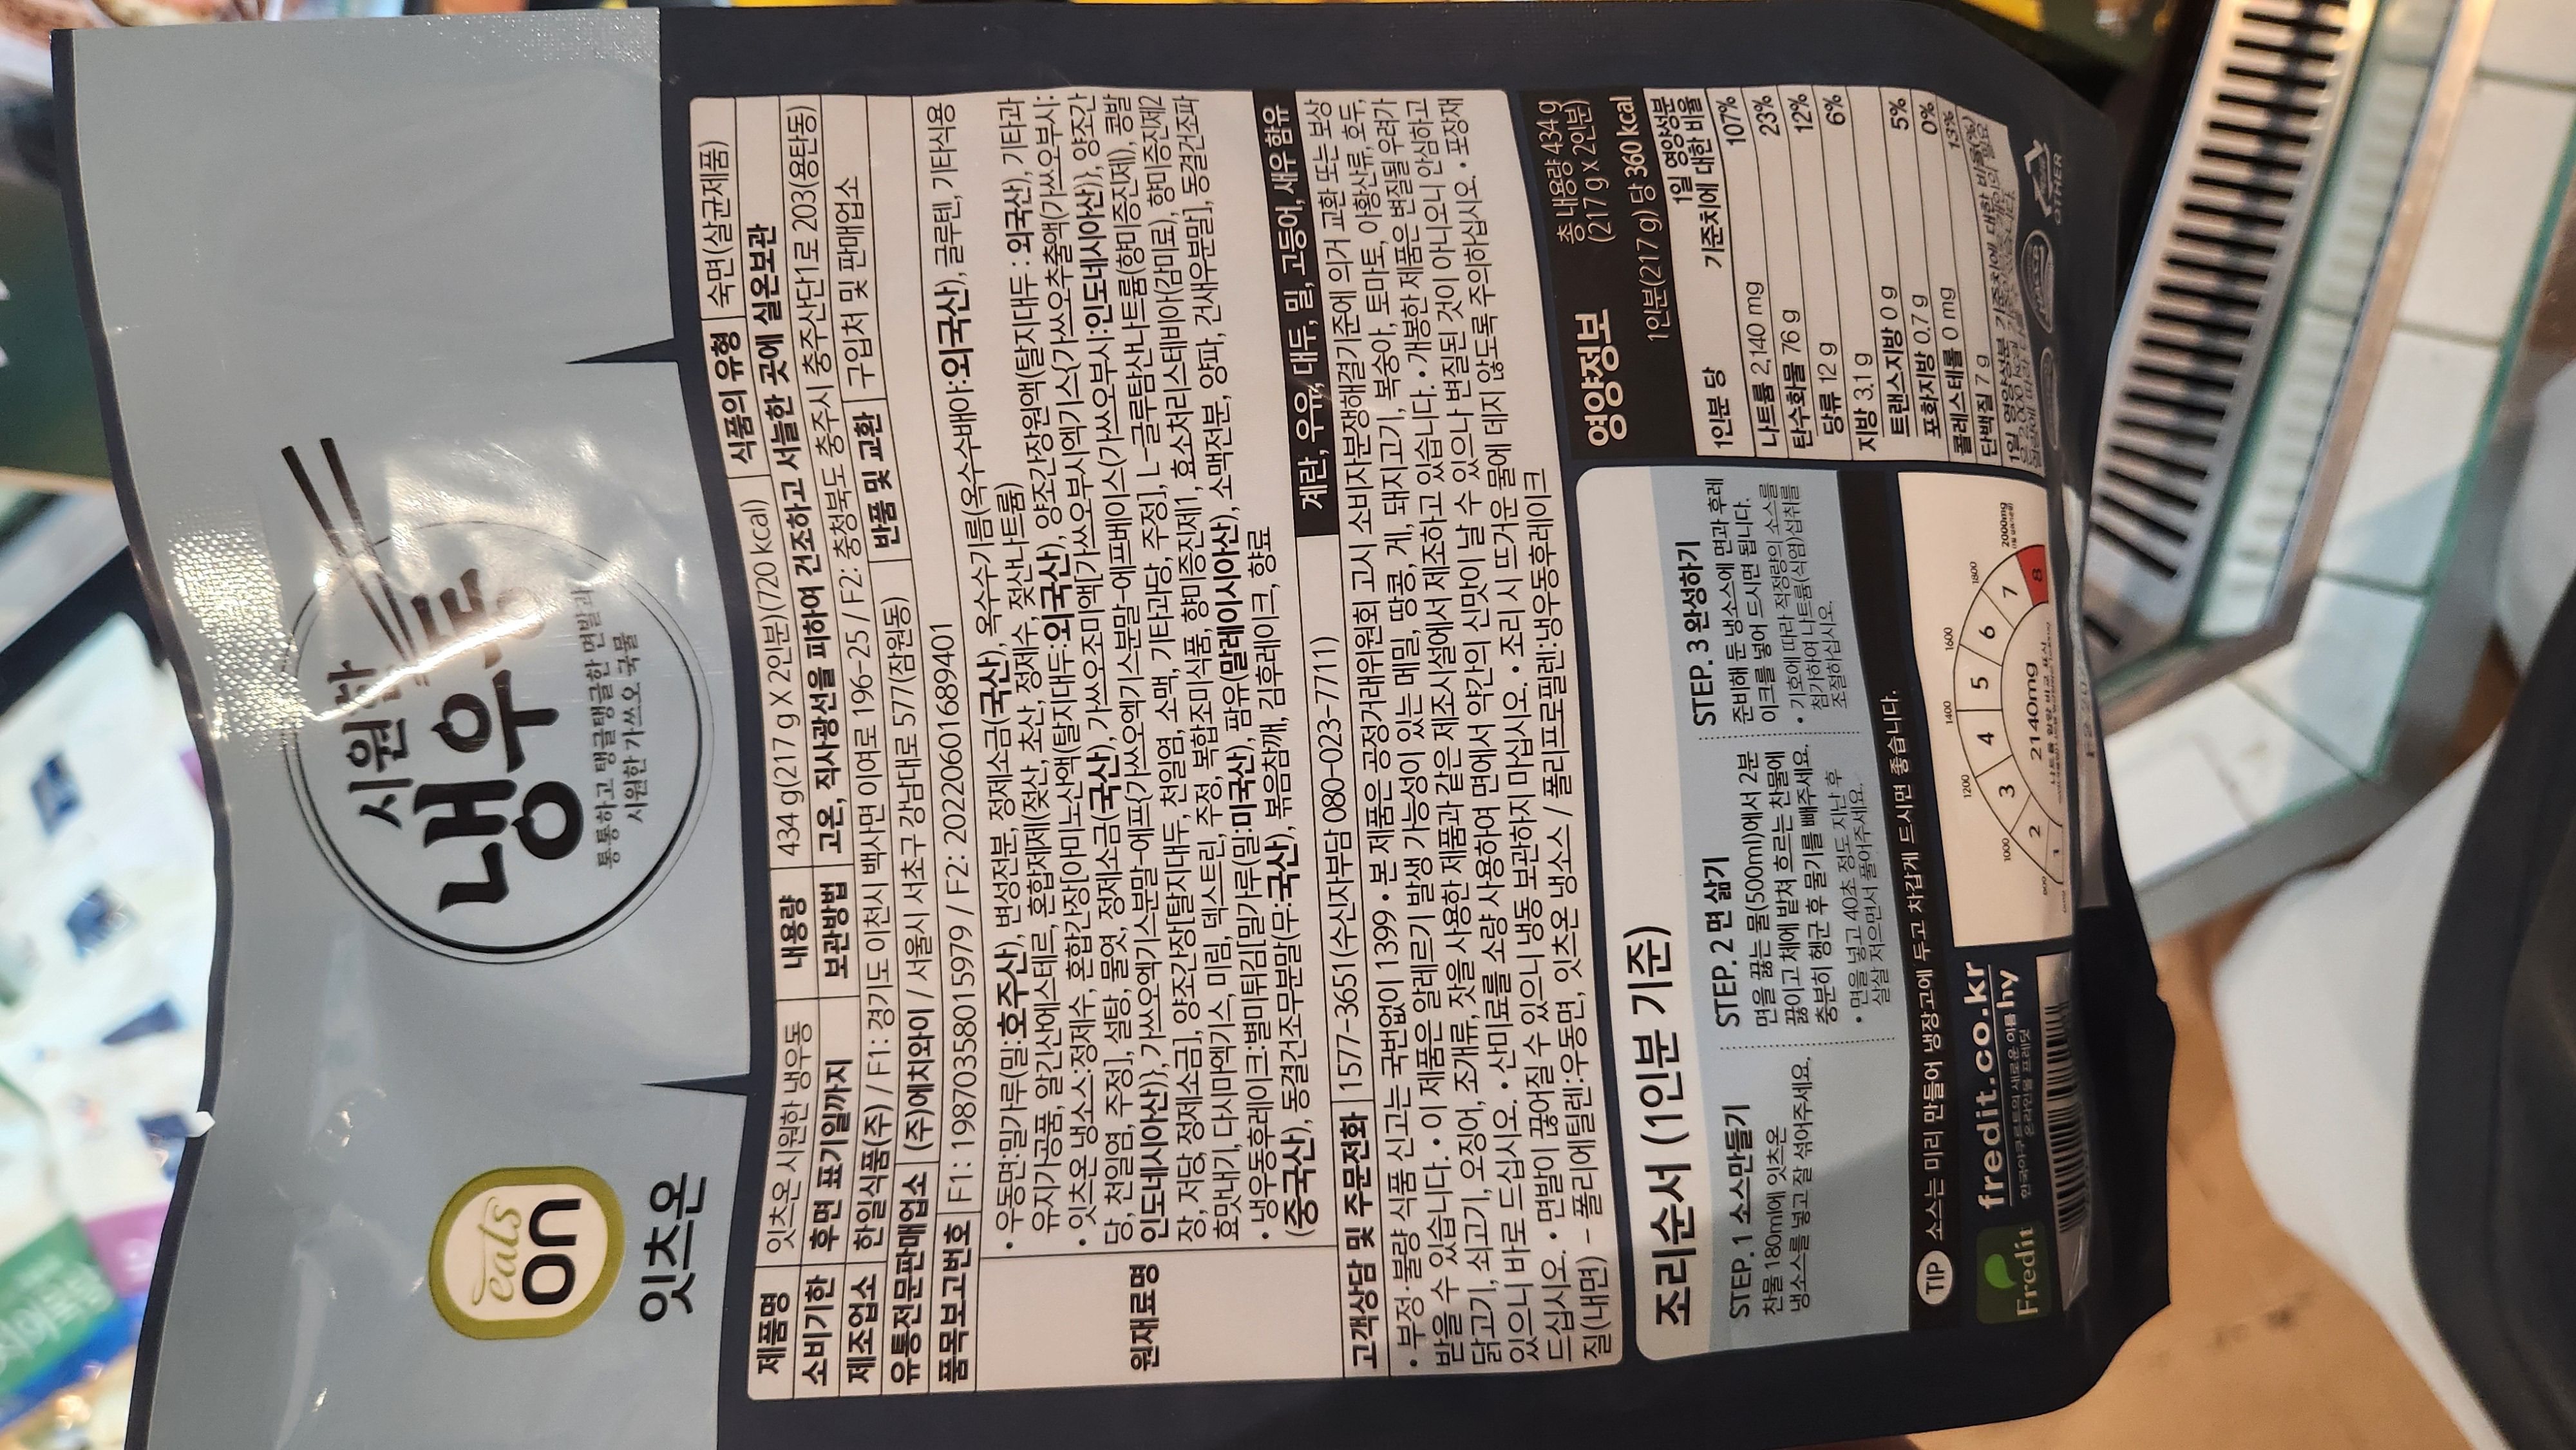 시원한
냉우동
통통하고 탱글탱글한 면발과
시원한 가쓰오 국물
eats
on
잇츠온
제품명 잇츠온 시원한 냉우동 내용량 434 g(217 g X 2인분)(720 kcal) 식품의 유형 숙면(살균제품)
소비기한 후면 표기일까지 보관방법 고온, 직사광선을 피하여 건조하고 서늘한 곳에 실온보관
제조업소 한일식품(주) / F1: 경기도 이천시 백사면 이여로 196-25 / F2: 충청북도 충주시 충주산단1로 203(용탄동)
유통전문판매업소 (주)에치와이 / 서울시 서초구 강남대로 577(잠원동) 반품 및 교환 구입처 및 판매업소
품목보고번호 F1: 19870358015979 / F2: 20220601689401
원재료명
• 우동면:밀가루(밀:호주산), 변성전분, 정제소금(국산), 옥수수기름(옥수수배아:외국산), 글루텐, 기타식용
유지가공품, 알긴산에스테르, 혼합제제(젖산, 초산, 정제수, 젖산나트륨)
• 잇츠온 냉소스:정제수, 혼합간장[아미노산액(탈지대두:외국산), 양조간장원액(탈지대두 : 외국산), 기타과
당, 천일염, 주정], 설탕, 물엿, 정제소금(국산), 가쓰오조미액[가쓰오부시엑기스{가쓰오추출액(가쓰오부시:
인도네시아산)}, 가쓰오엑기스분말-에프{가쓰오엑기스분말-에프베이스(가쓰오부시:인도네시아산)}, 양조간
장, 저당, 정제소금], 양조간장[탈지대두, 천일염, 소맥, 기타과당, 주정], L-글루탐산나트륨(향미증진제), 콩발
효맛내기, 다시마엑기스, 미림, 덱스트린, 주정, 복합조미식품, 향미증진제1, 효소처리스테비아(감미료), 향미증진제2
• 냉우동후레이크:별미튀김[밀가루(밀:미국산), 팜유(말레이시아산), 소맥전분, 양파, 건새우분말], 동결건조파
(중국산), 동결건조무분말(무:국산), 볶음참깨, 김후레이크, 향료
계란, 우유, 대두, 밀, 고등어, 새우 함유
고객상담 및 주문전화 1577-3651(수신자부담 080-023-7711)
• 부정·불량 식품 신고는 국번없이 1399 • 본 제품은 공정거래위원회 고시 소비자분쟁해결기준에 의거 교환 또는 보상
받을 수 있습니다. • 이 제품은 알레르기 발생 가능성이 있는 메밀, 땅콩, 게, 돼지고기, 복숭아, 토마토, 아황산류, 호두,
닭고기, 쇠고기, 오징어, 조개류, 잣을 사용한 제품과 같은 제조시설에서 제조하고 있습니다. • 개봉한 제품은 변질될 우려가
있으니 바로 드십시오. • 산미료를 소량 사용하여 면에서 약간의 신맛이 날 수 있으나 변질된 것이 아니오니 안심하고
드십시오. • 면발이 끊어질 수 있으니 냉동 보관하지 마십시오. • 조리 시 뜨거운 물에 데지 않도록 주의하십시오. • 포장재
질(내면) - 폴리에틸렌:우동면, 잇츠온 냉소스 / 폴리프로필렌:냉우동후레이크
조리순서 (1인분 기준)
STEP. 1 소스만들기
찬물 180ml에 잇츠온
냉소스를 넣고 잘 섞어주세요.
STEP. 2 면 삶기
면을 끓는 물(500ml)에서 2분
끓이고 체에 밭쳐 흐르는 찬물에
충분히 헹군 후 물기를 빼주세요.
• 면을 넣고 40초 정도 지난 후
살살 저으면서 풀어주세요.
STEP. 3 완성하기
준비해 둔 냉소스에 면과 후레
이크를 넣어 드시면 됩니다.
• 기호에 따라 적정량의 소스를
첨가하여 나트륨(식염)섭취를
조절하십시오.
TIP 소스는 미리 만들어 냉장고에 두고 차갑게 드시면 좋습니다.
영양정보
총 내용량 434 g
(217 g x 2인분)
1인분(217 g) 당 360 kcal
1인분 당 1일 영양성분
기준치에 대한 비율
나트륨 2,140 mg 107%
탄수화물 76 g 23%
당류 12 g 12%
지방 3.1 g 6%
트랜스지방 0 g
포화지방 0.7 g 5%
콜레스테롤 0 mg 0%
단백질 7 g 13%
1일 영양성분 기준치에 대한 비율(%)
Fredit
fredit.co.kr
한국야쿠르트의 새로운 이름 hy
온라인몰 프레딧
1 2 3 4 5 6 7 8
1000 1200 1400 1600 1800 2000mg
2140mg
나트륨 함량 비교 표시
HACCP
OTHER